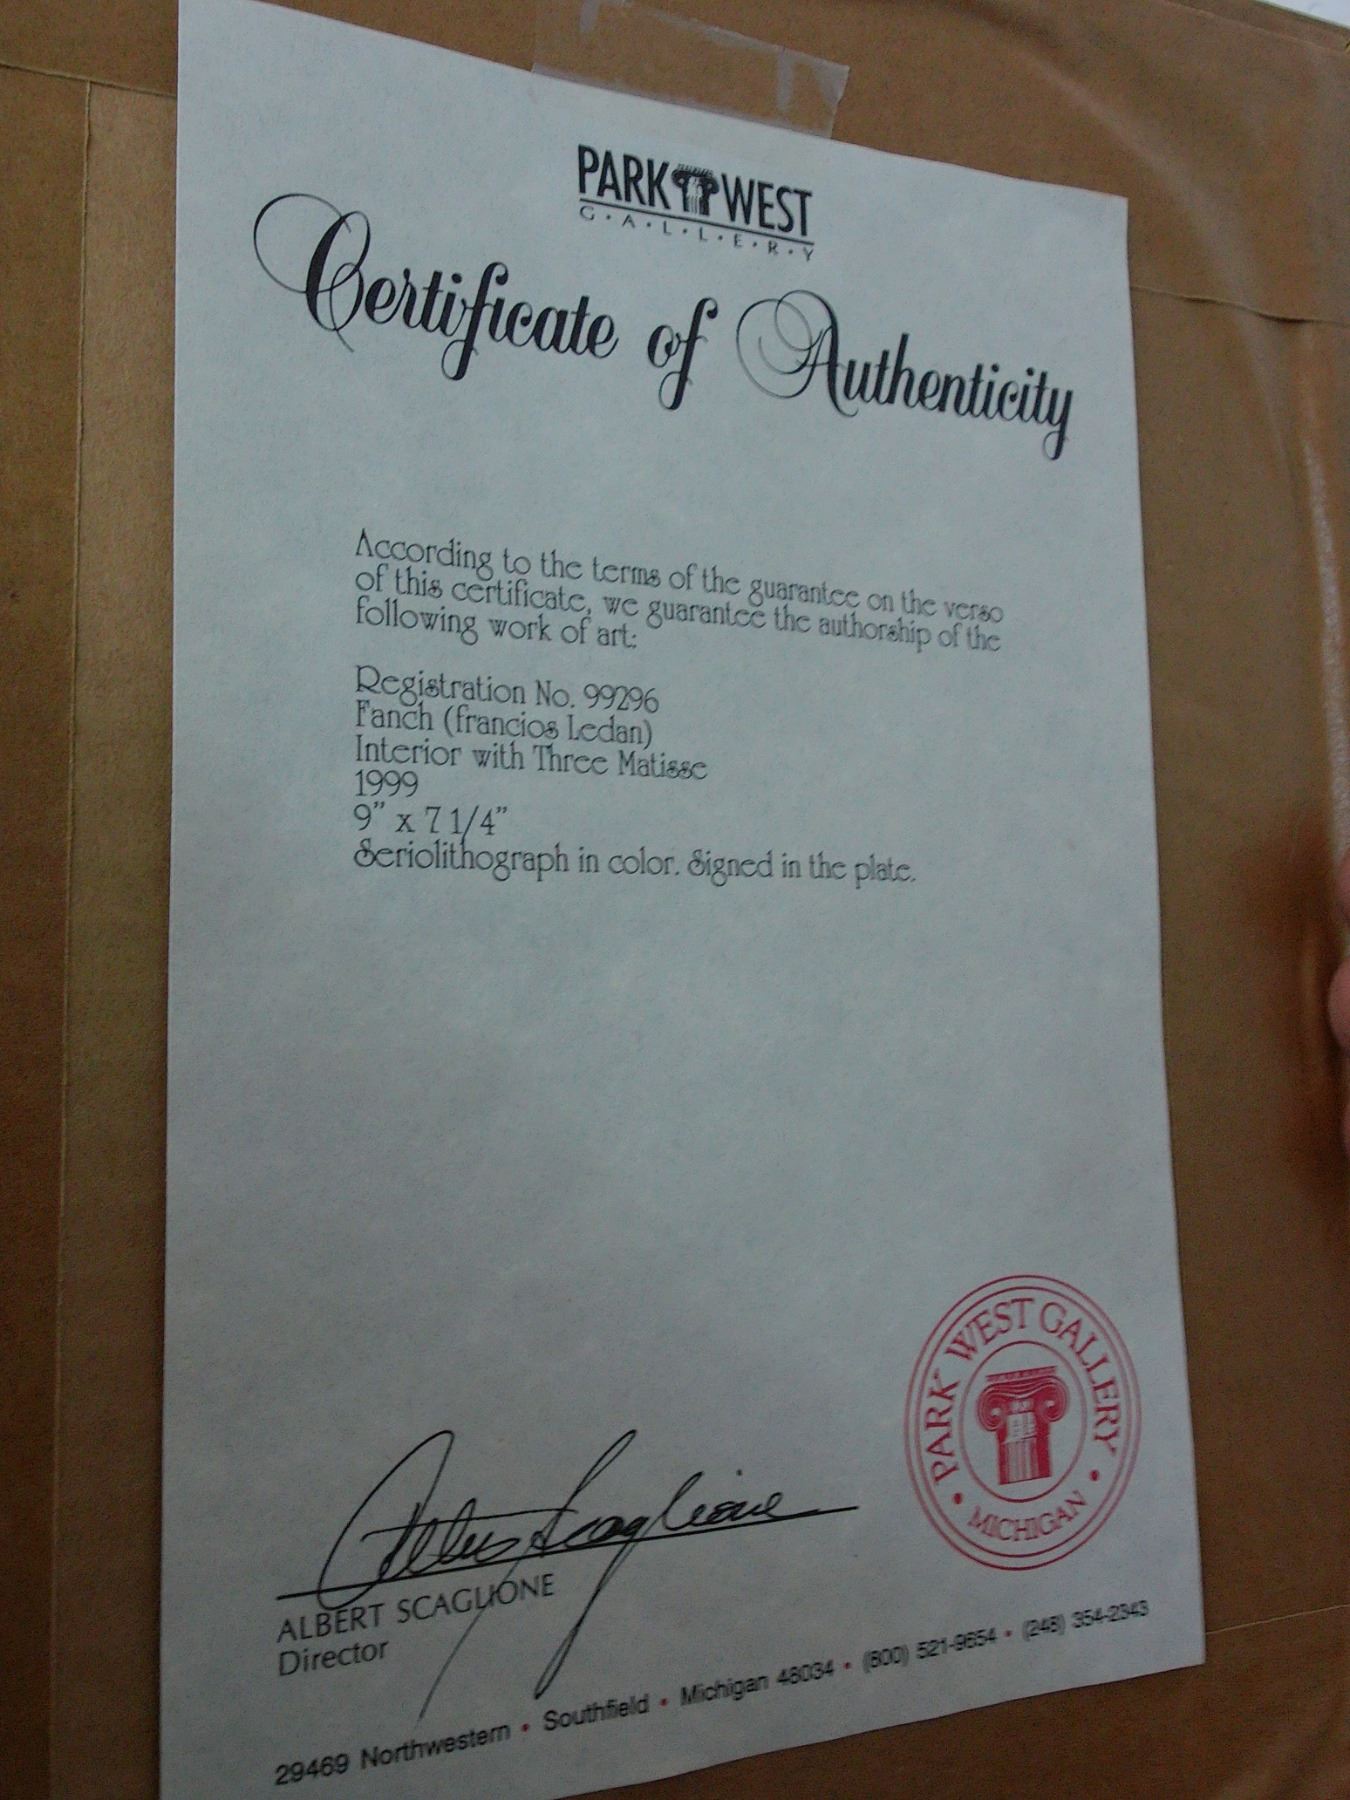 PARK WEST
G·A·L·L·E·R·Y
Certificate of Authenticity
According to the terms of the guarantee on the verso
of this certificate, we guarantee the authorship of the
following work of art:
Registration No. 99296
Fanch (francios Ledan)
Interior with Three Matisse
1999
9” x 7 1/4”
Seriolithograph in color. Signed in the plate.
PARK WEST GALLERY
• MICHIGAN •
Albert Scaglione
ALBERT SCAGLIONE
Director
29469 Northwestern • Southfield • Michigan 48034 • (800) 521-9654 • (248) 354-2343